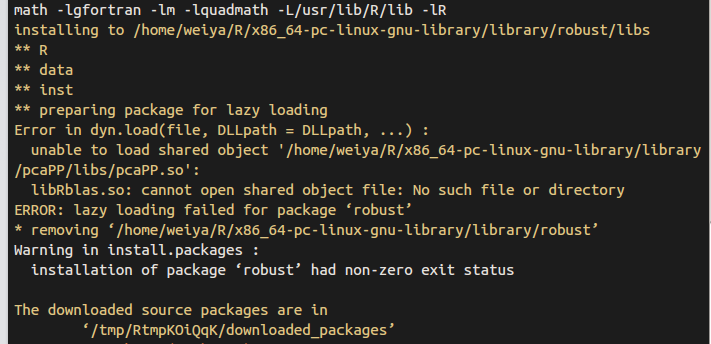 math -lgfortran -lm -lquadmath -L/usr/lib/R/lib -lR
installing to /home/weiya/R/x86_64-pc-linux-gnu-library/library/robust/libs
** R
** data
** inst
** preparing package for lazy loading
Error in dyn.load(file, DLLpath = DLLpath, ...) :
  unable to load shared object '/home/weiya/R/x86_64-pc-linux-gnu-library/library
/pcaPP/libs/pcaPP.so':
  libRblas.so: cannot open shared object file: No such file or directory
ERROR: lazy loading failed for package ‘robust’
* removing ‘/home/weiya/R/x86_64-pc-linux-gnu-library/library/robust’
Warning in install.packages :
  installation of package ‘robust’ had non-zero exit status

The downloaded source packages are in
        ‘/tmp/RtmpKOiQqK/downloaded_packages’